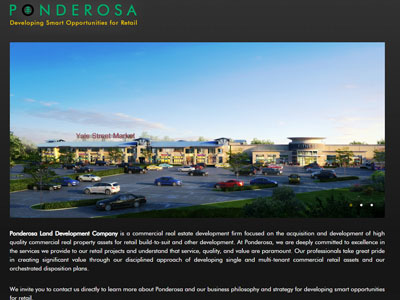 PONDEROSA
Developing Smart Opportunities for Retail
Yale Street Market
Ponderosa Land Development Company is a commercial real estate development firm focused on the acquisition and development of high
quality commercial real property assets for retail build-to-suit and other development. At Ponderosa, we are deeply committed to excellence in
the services we provide to our retail projects and understand that service, quality, and value are paramount. Our professionals take great pride
in creating significant value through our disciplined approach of developing single and multi-tenant commercial retail assets and our
orchestrated disposition plans.
We invite you to contact us directly to learn more about Ponderosa and our business philosophy and strategy for developing smart opportunities
for retail.